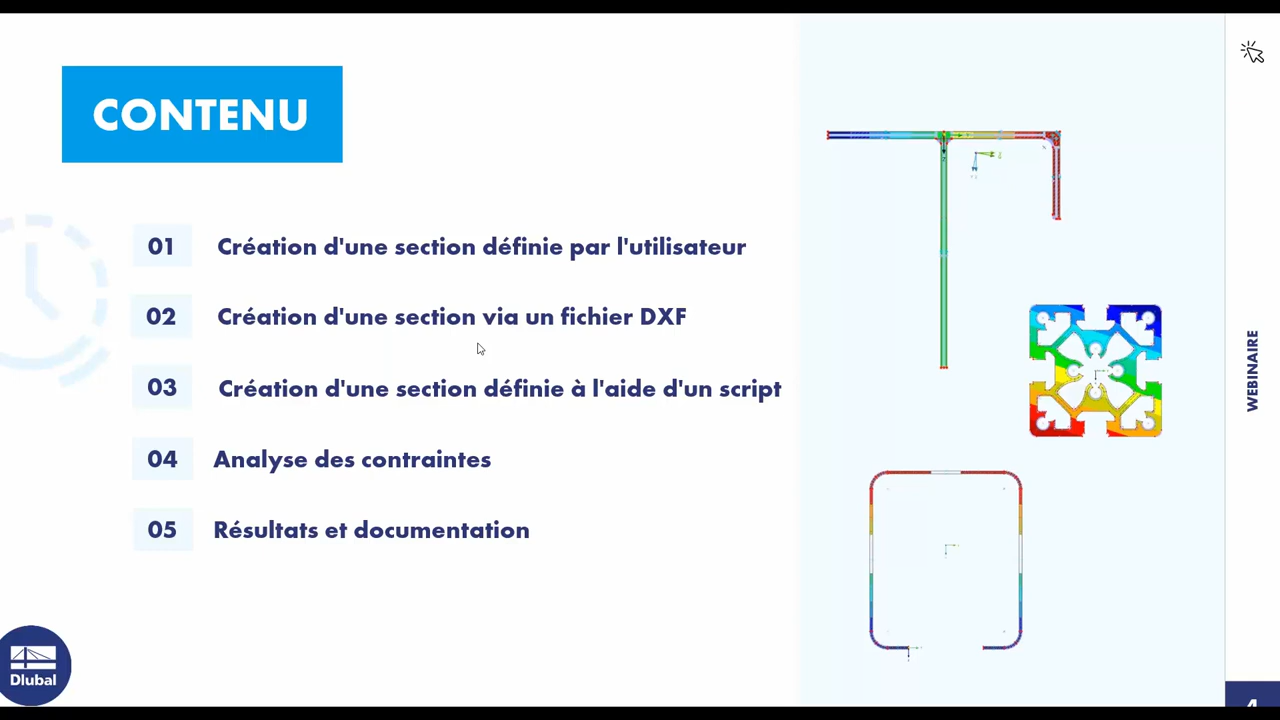 CONTENU
01 Création d'une section définie par l'utilisateur
02 Création d'une section via un fichier DXF
03 Création d'une section définie à l'aide d'un script
04 Analyse des contraintes
05 Résultats et documentation
WEBINAIRE
Dlubal
4